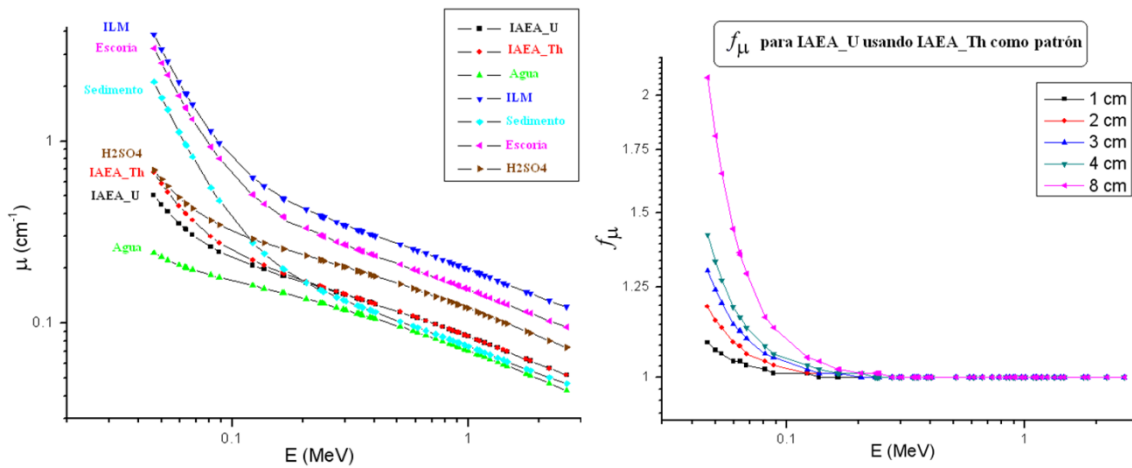 ILM
Escoria
Sedimento
H2SO4
IAEA_Th
IAEA_U
Agua
IAEA_U
IAEA_Th
Agua
ILM
Sedimento
Escoria
H2SO4
1
0.1
μ (cm⁻¹)
0.1
1
E (MeV)
fμ para IAEA_U usando IAEA_Th como patrón
1 cm
2 cm
3 cm
4 cm
8 cm
2
1.75
1.5
1.25
1
fμ
0.1
1
E (MeV)